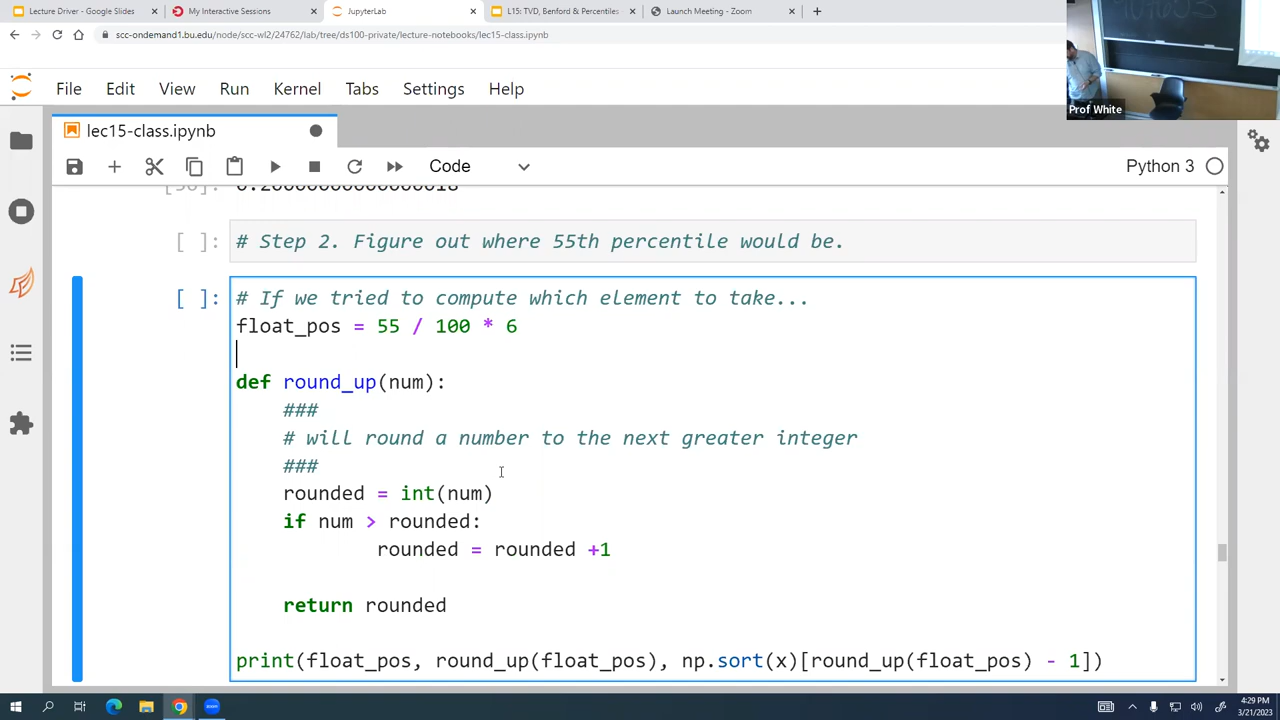 Lecture Driver - Google Slides
My Interactive Sessions
JupyterLab
L15: TVD, Benford & Percentiles
Launch Meeting - Zoom
scc-ondemand1.bu.edu/node/scc-wl2/24762/lab/tree/ds100-private/lecture-notebooks/lec15-class.ipynb
Prof White
File Edit View Run Kernel Tabs Settings Help
lec15-class.ipynb
Code
Python 3
[ ]: # Step 2. Figure out where 55th percentile would be.
[ ]: # If we tried to compute which element to take...
float_pos = 55 / 100 * 6
def round_up(num):
###
# will round a number to the next greater integer
###
rounded = int(num)
if num > rounded:
rounded = rounded +1
return rounded
print(float_pos, round_up(float_pos), np.sort(x)[round_up(float_pos) - 1])
4:29 PM
3/21/2023